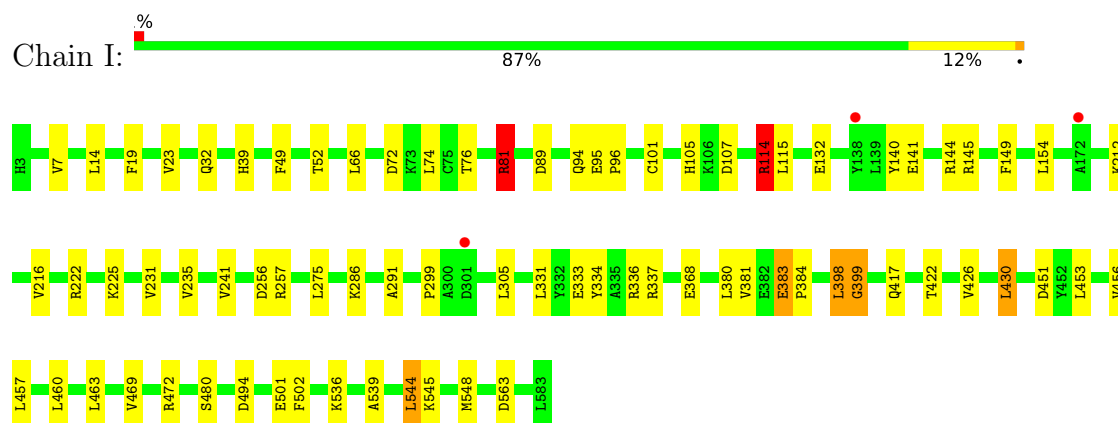 .%
Chain I:
87% 12% •
H3 V7 L14 F19 V23 Q32 H39 F49 T52 L66 D72 K73 L74 C75 T76 R81 D89 Q94 E95 P96 C101 H105 K106 D107 R114 L115 E132 Y138 L139 Y140 E141 R144 R145 F149 L154 A172 K212
V216 R222 K225 V231 V235 V241 D256 R257 L275 K286 A291 P299 A300 D301 L305 L331 Y332 E333 Y334 A335 R336 R337 E368 L380 V381 E382 E383 P384 L398 G399 Q417 T422 V426 L430 D451 Y452 L453 V456
L457 L460 L463 V469 R472 S480 D494 E501 F502 K536 A539 L544 K545 M548 D563 L583